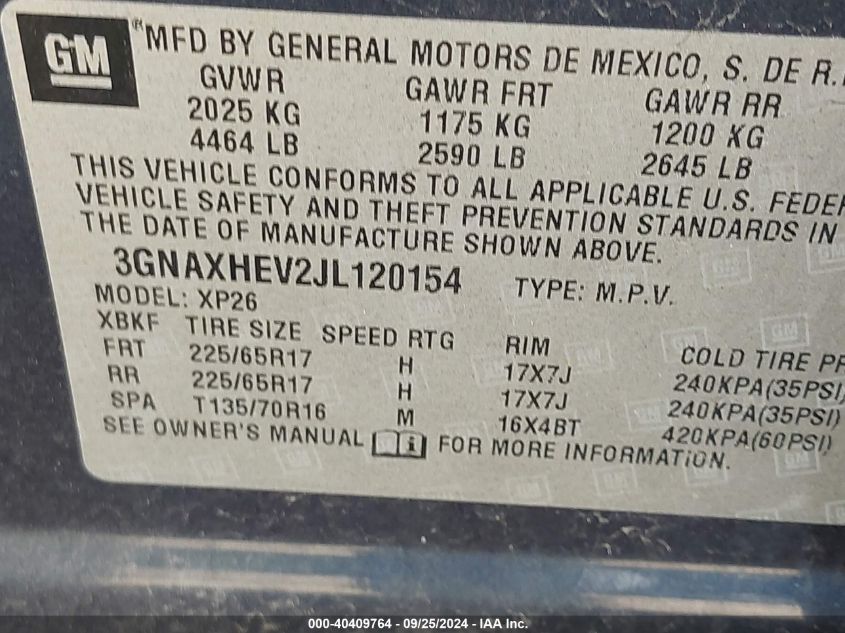 GM ®MFD BY GENERAL MOTORS DE MEXICO, S. DE R.
GVWR GAWR FRT GAWR RR
2025 KG 1175 KG 1200 KG
4464 LB 2590 LB 2645 LB
THIS VEHICLE CONFORMS TO ALL APPLICABLE U.S. FEDER
VEHICLE SAFETY AND THEFT PREVENTION STANDARDS IN
THE DATE OF MANUFACTURE SHOWN ABOVE.
3GNAXHEV2JL120154 TYPE: M.P.V.
MODEL: XP26
XBKF TIRE SIZE SPEED RTG RIM COLD TIRE PR
FRT 225/65R17 H 17X7J 240KPA(35PSI)
RR 225/65R17 H 17X7J 240KPA(35PSI)
SPA T135/70R16 M 16X4BT 420KPA(60PSI)
SEE OWNER'S MANUAL i FOR MORE INFORMATION.
000-40409764 - 09/25/2024 - IAA Inc.